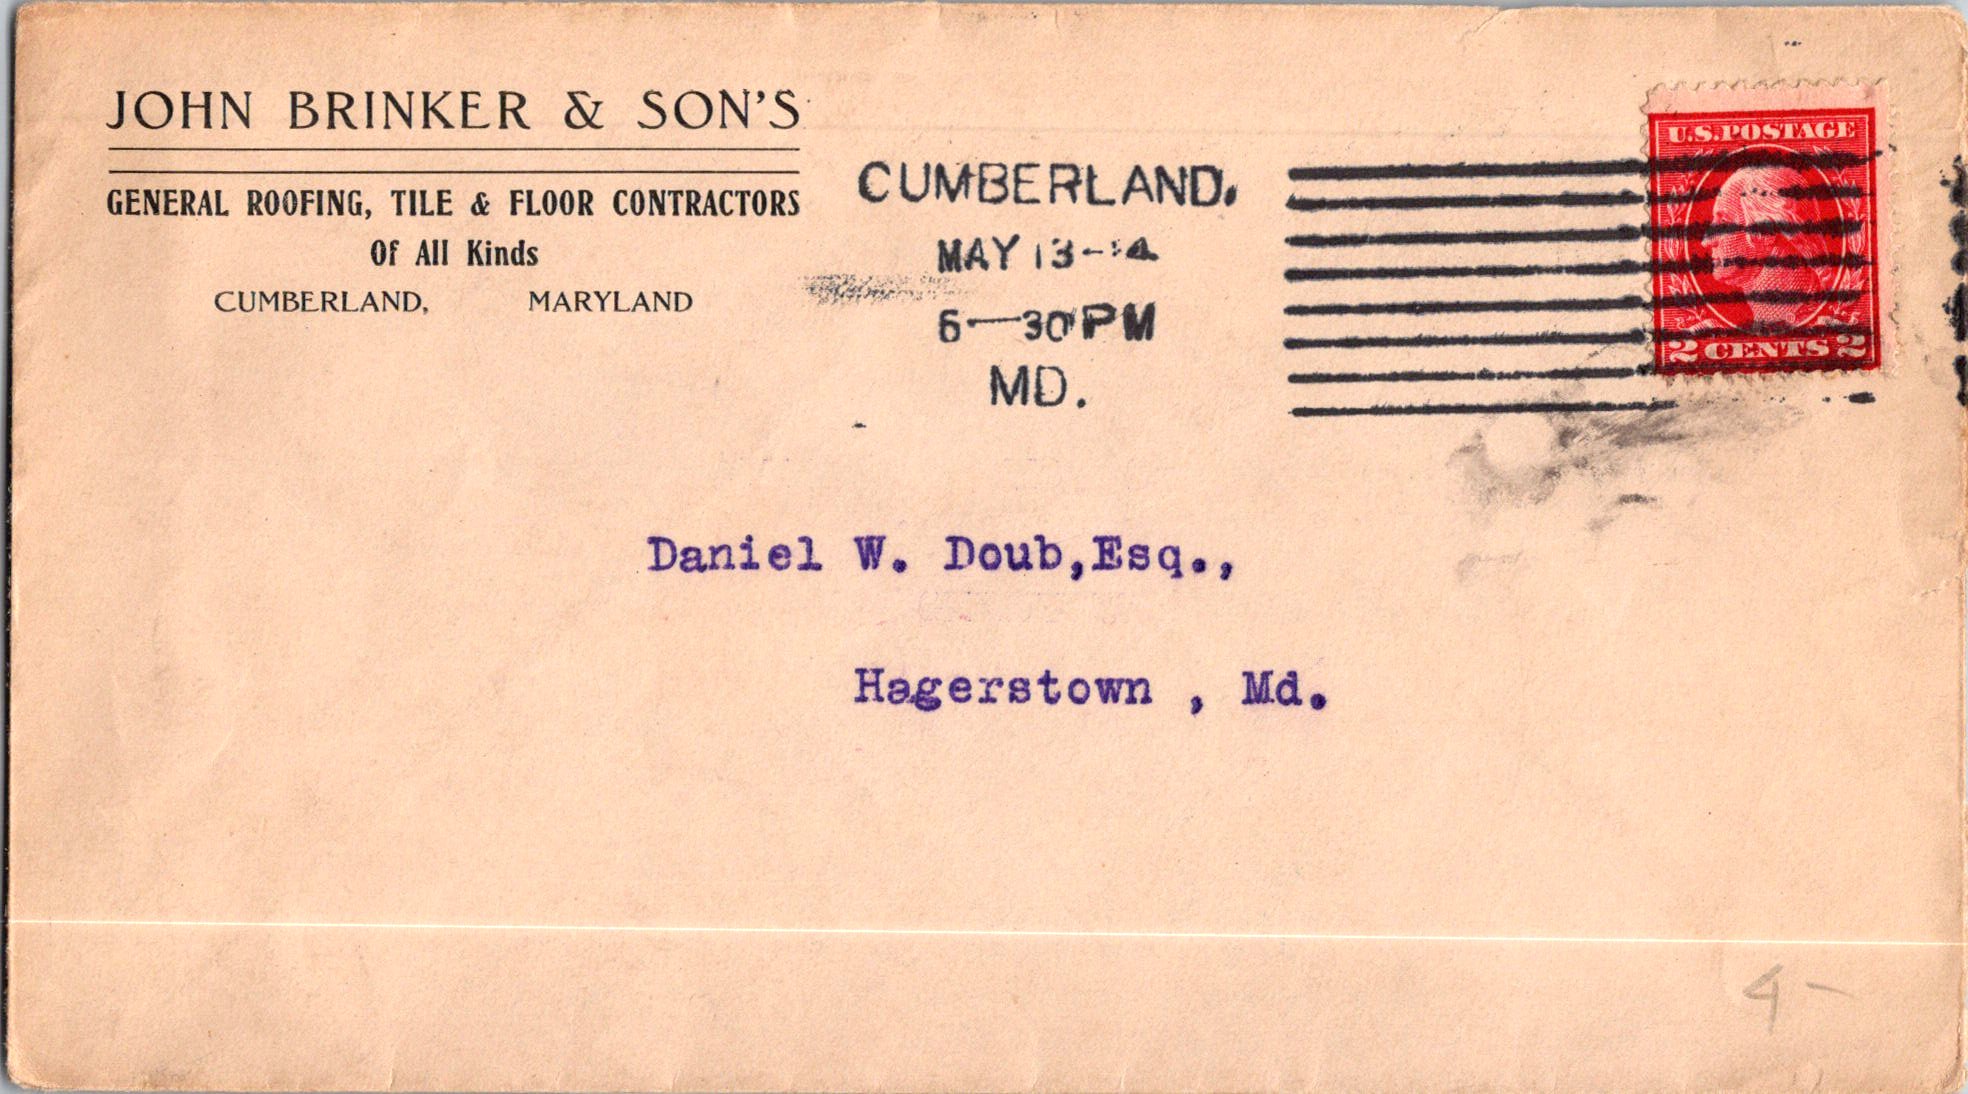 JOHN BRINKER & SON'S
GENERAL ROOFING, TILE & FLOOR CONTRACTORS
Of All Kinds
CUMBERLAND, MARYLAND
CUMBERLAND.
MAY 13-
6-30 PM
MD.
U.S. POSTAGE
2 CENTS 2
Daniel W. Doub,Esq.,
Hagerstown , Md.
4 -